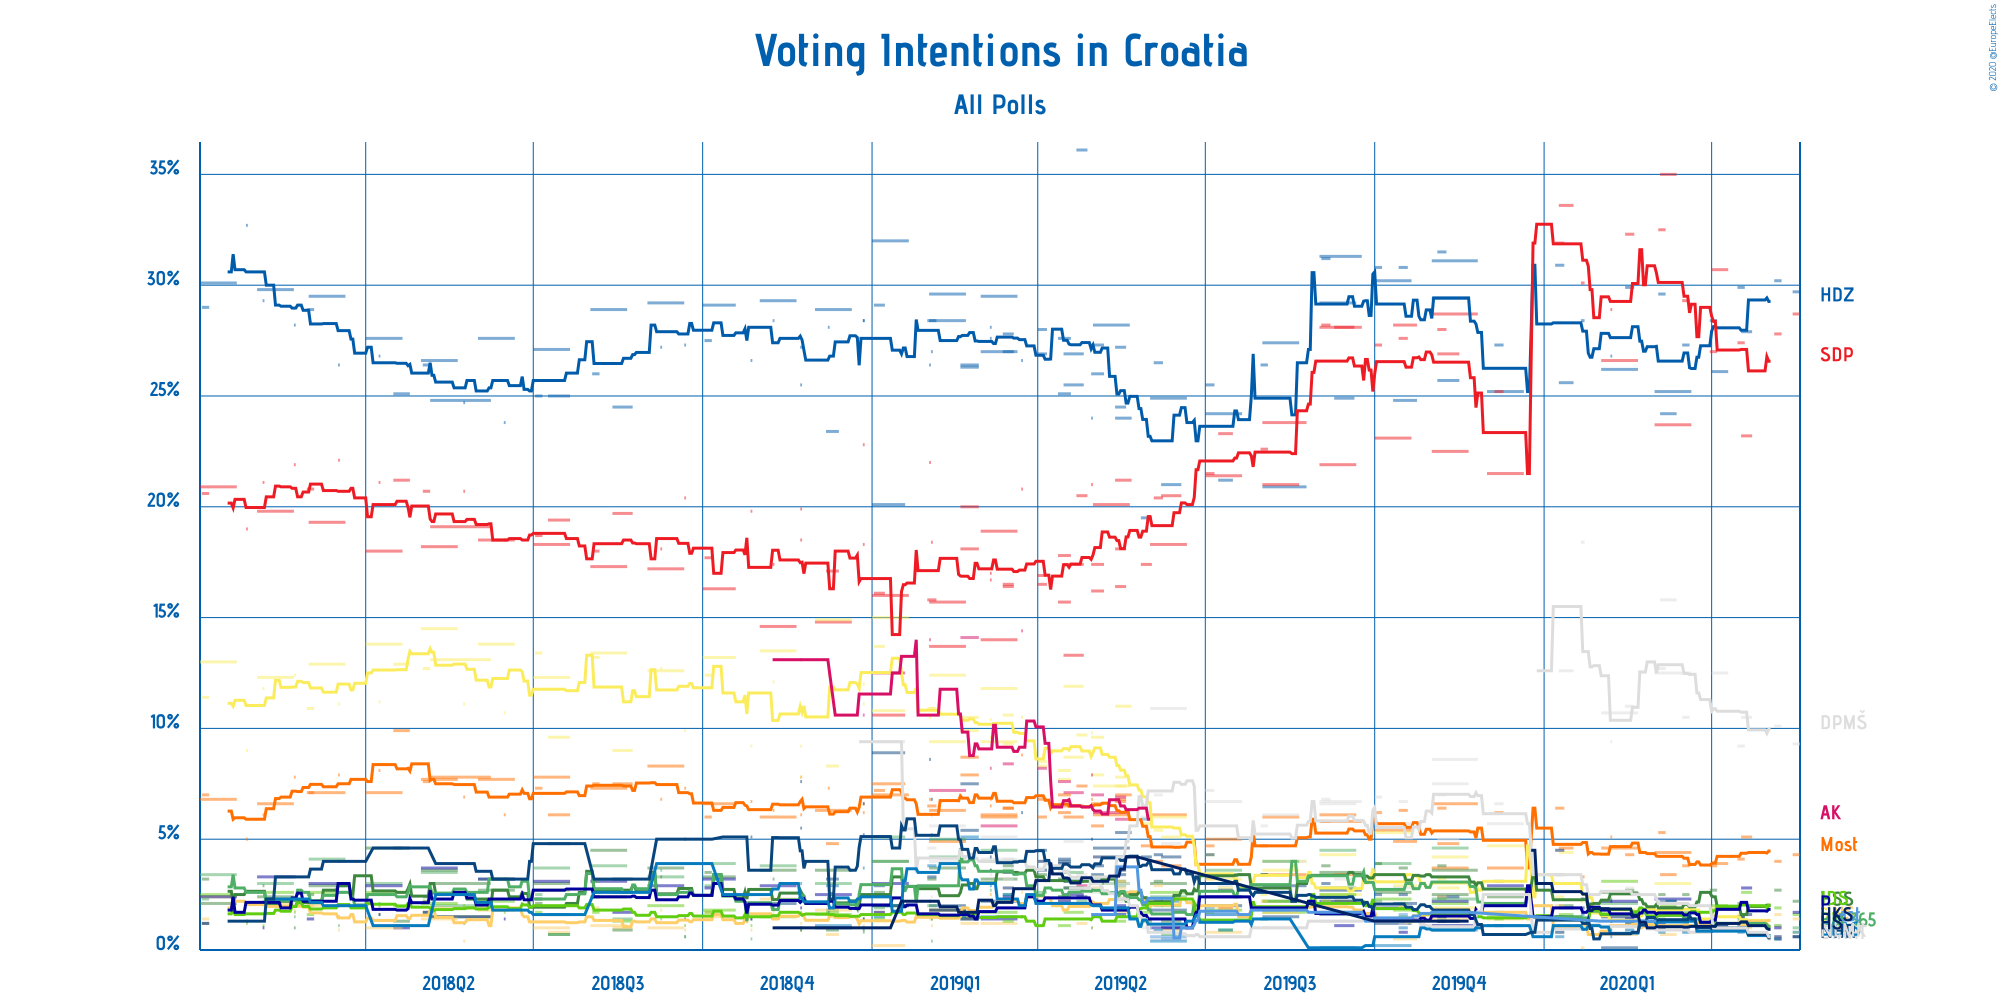 © 2020 @EuropeElects
Voting Intentions in Croatia
All Polls
35%
30%
25%
20%
15%
10%
5%
0%
HDZ
SDP
DPMŠ
AK
Most
2018Q2
2018Q3
2018Q4
2019Q1
2019Q2
2019Q3
2019Q4
2020Q1